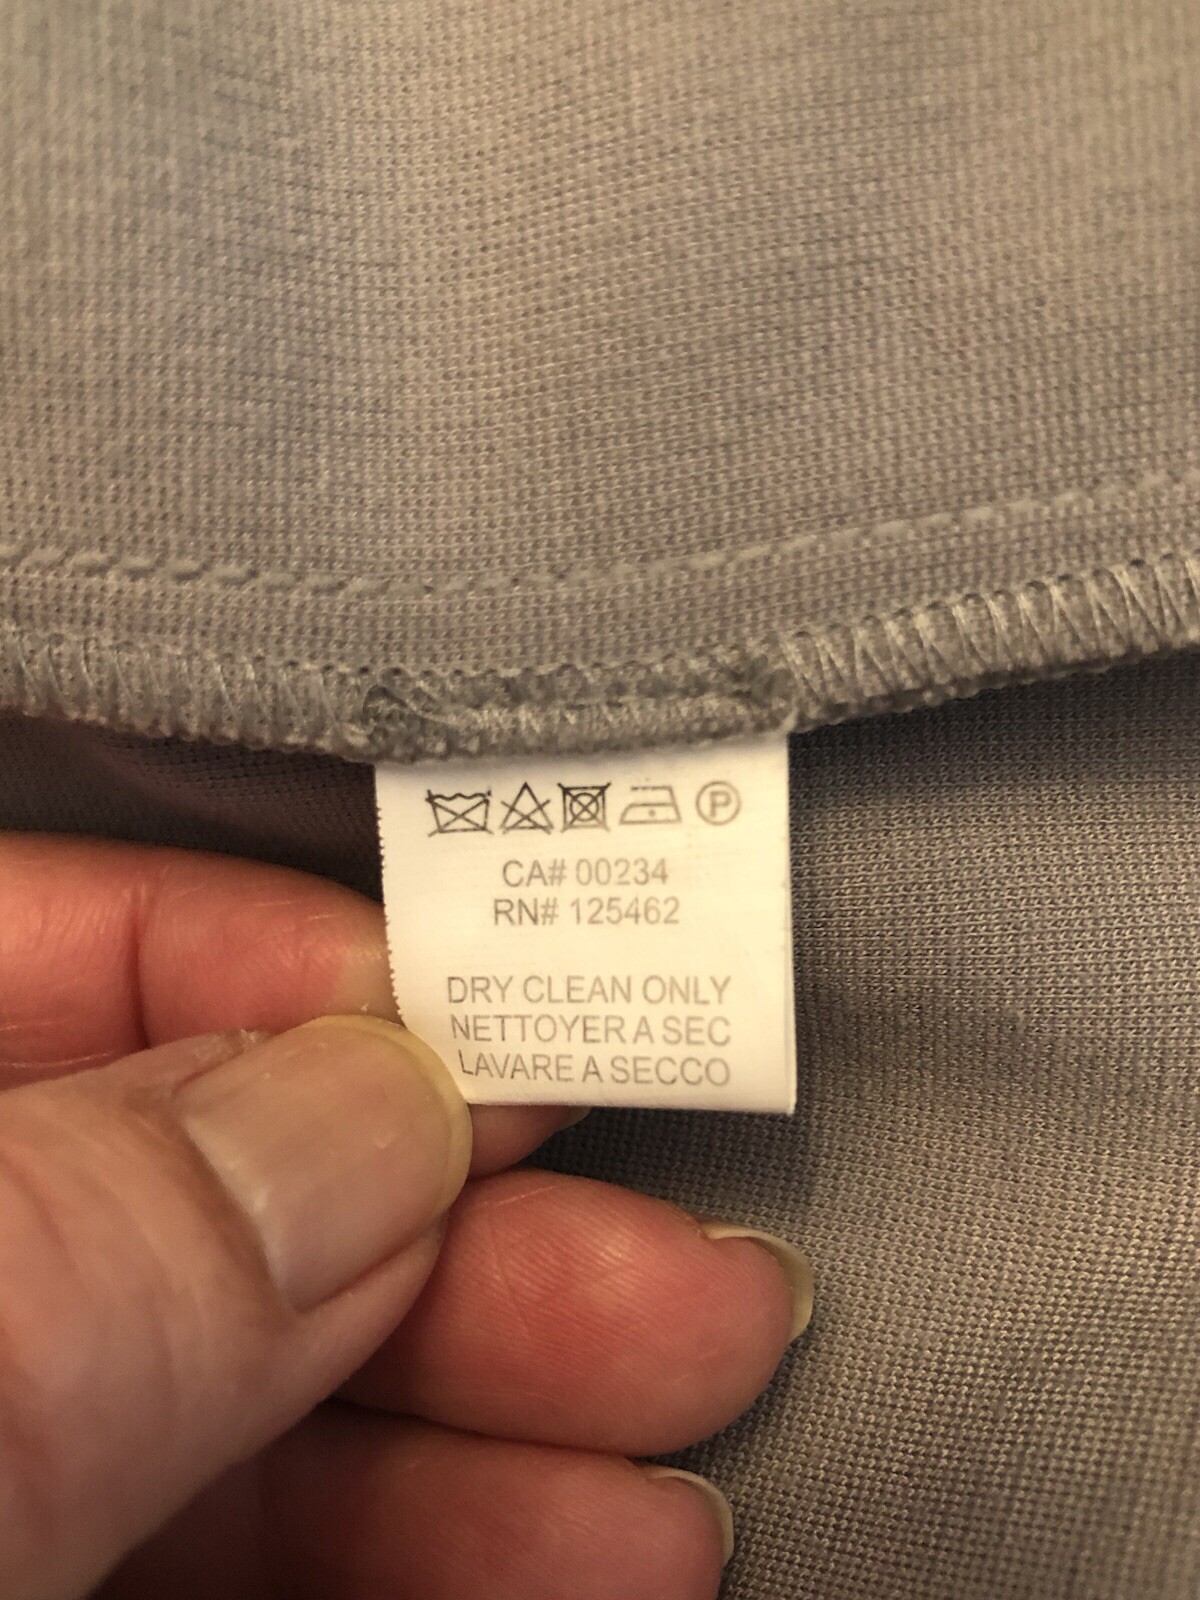 P
CA# 00234
RN# 125462
DRY CLEAN ONLY
NETTOYER A SEC
LAVARE A SECCO